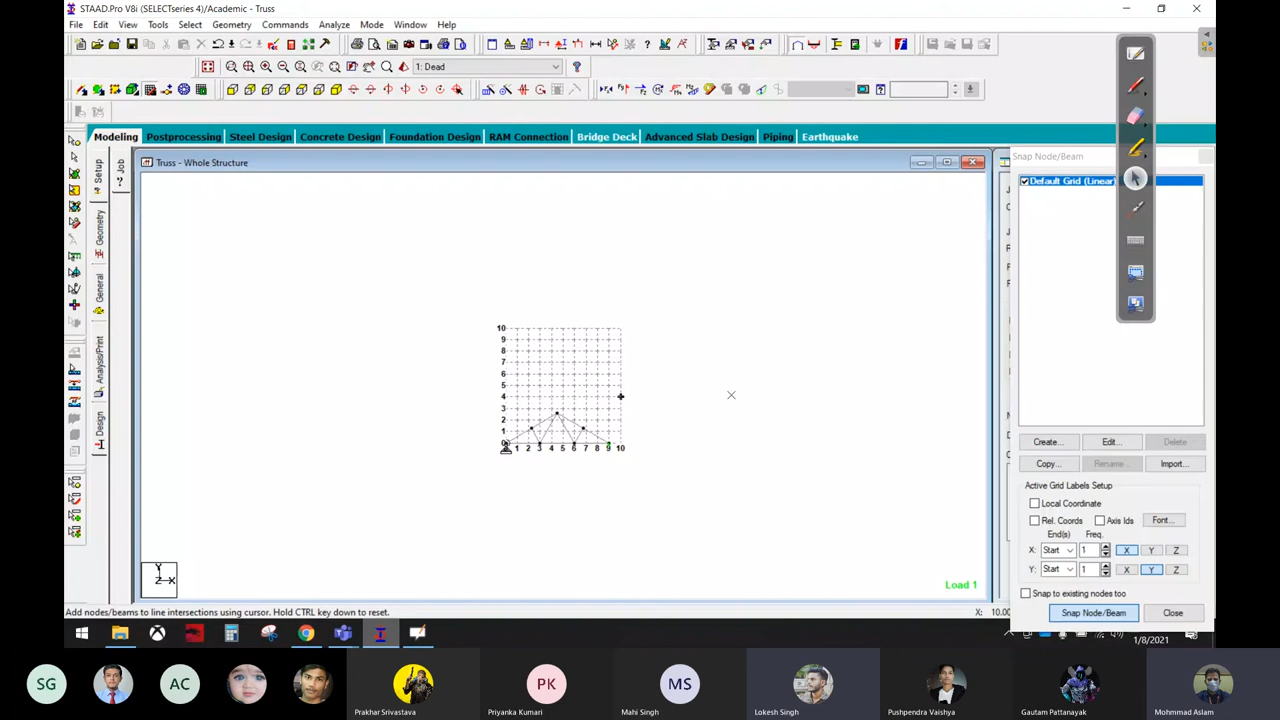 STAAD.Pro V8i (SELECTseries 4)/Academic - Truss
File Edit View Tools Select Geometry Commands Analyze Mode Window Help
1: Dead
Modeling Postprocessing Steel Design Concrete Design Foundation Design RAM Connection Bridge Deck Advanced Slab Design Piping Earthquake
Setup
Geometry
General
Analysis/Print
Design
Job
Truss - Whole Structure
10
9
8
7
6
5
4
3
2
1
0
1 2 3 4 5 6 7 8 9 10
Y
Z X
Load 1
Snap Node/Beam
Default Grid (Linear)
Create... Edit... Delete
Copy... Rename... Import...
Active Grid Labels Setup
Local Coordinate
Rel. Coords Axis Ids Font...
End(s) Freq.
X: Start 1 X Y Z
Y: Start 1 X Y Z
Snap to existing nodes too
Snap Node/Beam Close
Add nodes/beams to line intersections using cursor. Hold CTRL key down to reset.
X: 10.00
1/8/2021
SG
AC
PK
MS
Prakhar Srivastava
Priyanka Kumari
Mahi Singh
Lokesh Singh
Pushpendra Vaishya
Gautam Pattanayak
Mohmmad Aslam